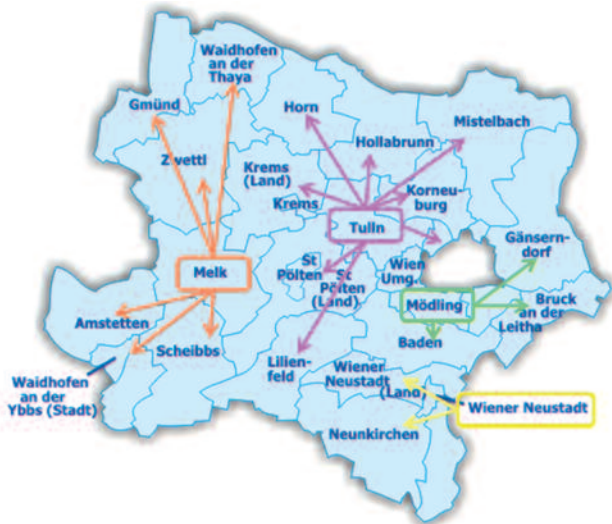 Waidhofen
an der
Thaya
Gmünd
Horn
Mistelbach
Hollabrunn
Zwettl
Krems
(Land)
Krems
Korneu-
burg
Tulln
Gänsern-
dorf
St
Pölten
Wien
Umg.
Melk
St
Pölten
(Land)
Mödling
Bruck
an der
Leitha
Amstetten
Baden
Scheibbs
Lilien-
feld
Wiener
Neustadt
(Land)
Waidhofen
an der
Ybbs (Stadt)
Wiener Neustadt
Neunkirchen